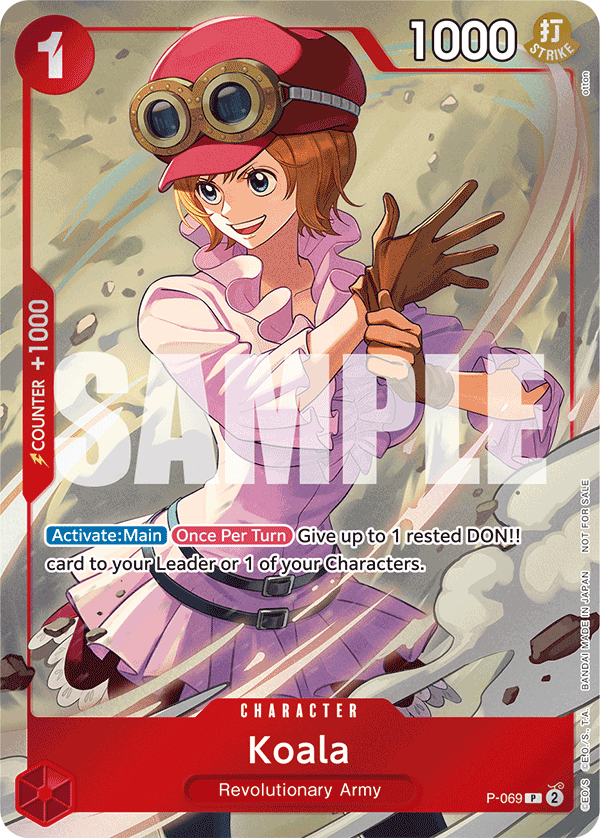 1
1000
打
STRIKE
otton
COUNTER +1000
SAMPLE
Activate:Main Once Per Turn Give up to 1 rested DON!!
card to your Leader or 1 of your Characters.
©E.O/S ©E.O./S., T.A. BANDAI MADE IN JAPAN NOT FOR SALE
CHARACTER
Koala
Revolutionary Army
P-069 P 2